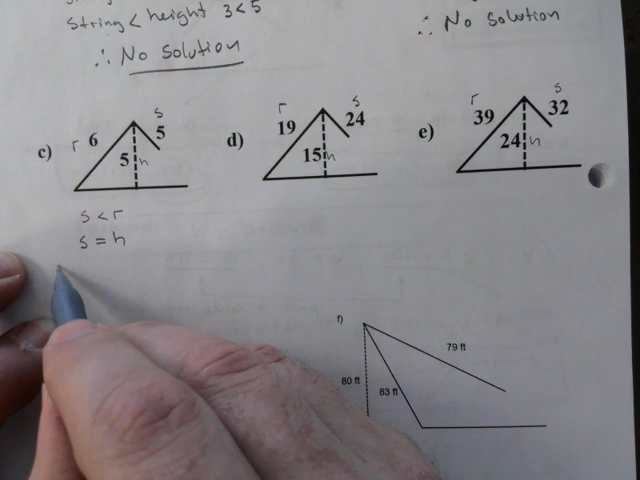 string < height 3<5
∴ No solution
∴ No solution
c) r 6 s 5 5 h
d) r 19 s 24 15 h
e) r 39 s 32 24 h
s < r
s = h
f) 80 ft 83 ft 79 ft